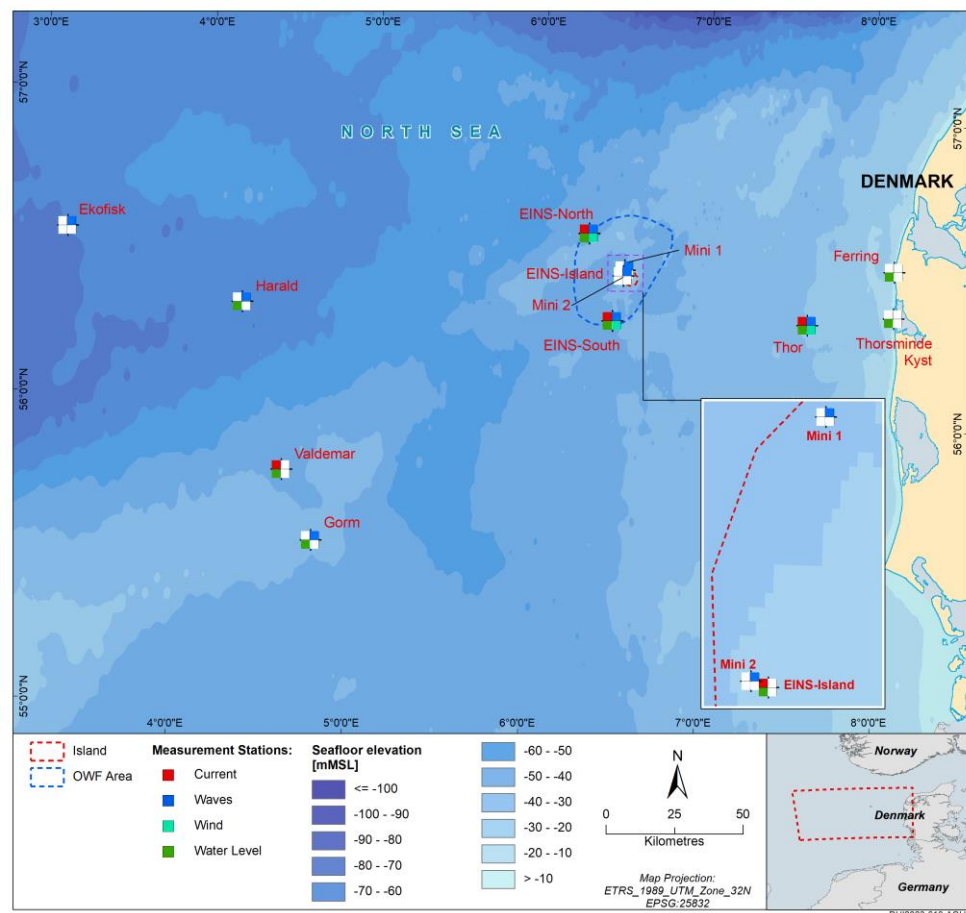 3°0'0"E
4°0'0"E
5°0'0"E
6°0'0"E
7°0'0"E
8°0'0"E
57°0'0"N
57°0'0"N
NORTH SEA
DENMARK
Ekofisk
EINS-North
Mini 1
Ferring
EINS-Island
Harald
Mini 2
EINS-South
Thor
Thorsminde
Kyst
56°0'0"N
56°0'0"N
Mini 1
Valdemar
Gorm
Mini 2
EINS-Island
55°0'0"N
4°0'0"E
5°0'0"E
6°0'0"E
7°0'0"E
8°0'0"E
Island
OWF Area
Measurement Stations:
Current
Waves
Wind
Water Level
Seafloor elevation
[mMSL]
<= -100
-100 - -90
-90 - -80
-80 - -70
-70 - -60
-60 - -50
-50 - -40
-40 - -30
-30 - -20
-20 - -10
> -10
N
0 25 50
Kilometres
Map Projection:
ETRS_1989_UTM_Zone_32N
EPSG:25832
Norway
Denmark
Germany